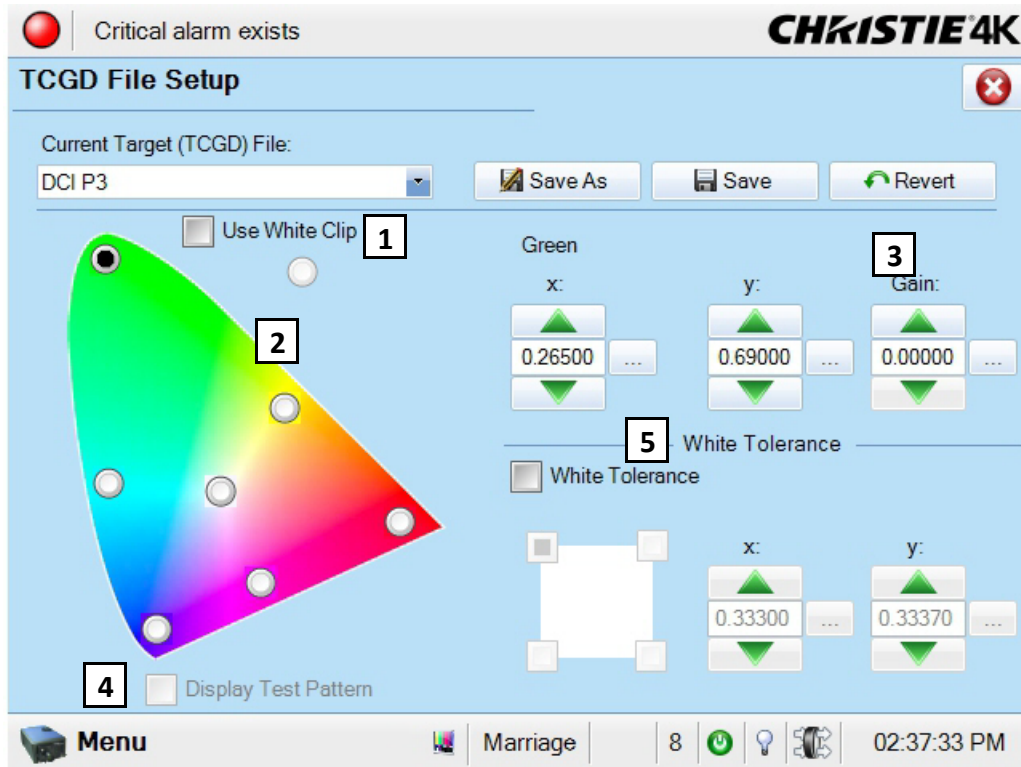 Critical alarm exists
CHRISTIE 4K
TCGD File Setup
Current Target (TCGD) File:
DCI P3
Save As
Save
Revert
Use White Clip
1
Green
3
x:
y:
Gain:
2
0.26500 ...
0.69000 ...
0.00000 ...
5
White Tolerance
White Tolerance
x:
y:
0.33300 ...
0.33370 ...
4
Display Test Pattern
Menu
Marriage
8
02:37:33 PM